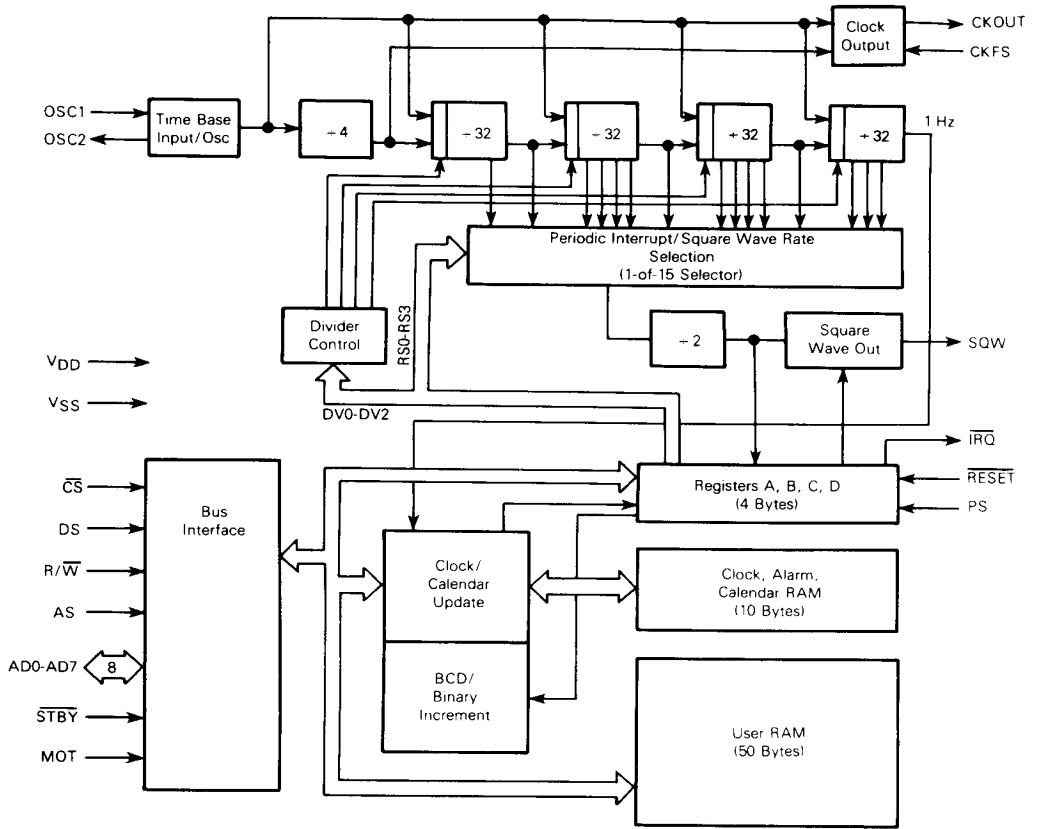 Clock
Output
CKOUT
CKFS
OSC1
OSC2
Time Base
Input/Osc
÷ 4
÷ 32
÷ 32
÷ 32
÷ 32
1 Hz
Periodic Interrupt/Square Wave Rate
Selection
(1-of-15 Selector)
Divider
Control
RS0-RS3
÷ 2
Square
Wave Out
SQW
VDD
VSS
DV0-DV2
IRQ
RESET
PS
Registers A, B, C, D
(4 Bytes)
CS
DS
R/W
AS
AD0-AD7
8
STBY
MOT
Bus
Interface
Clock/
Calendar
Update
BCD/
Binary
Increment
Clock, Alarm,
Calendar RAM
(10 Bytes)
User RAM
(50 Bytes)